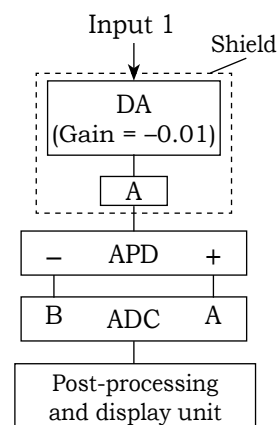 Input 1
Shield
DA
(Gain = –0.01)
A
– APD +
B ADC A
Post-processing
and display unit